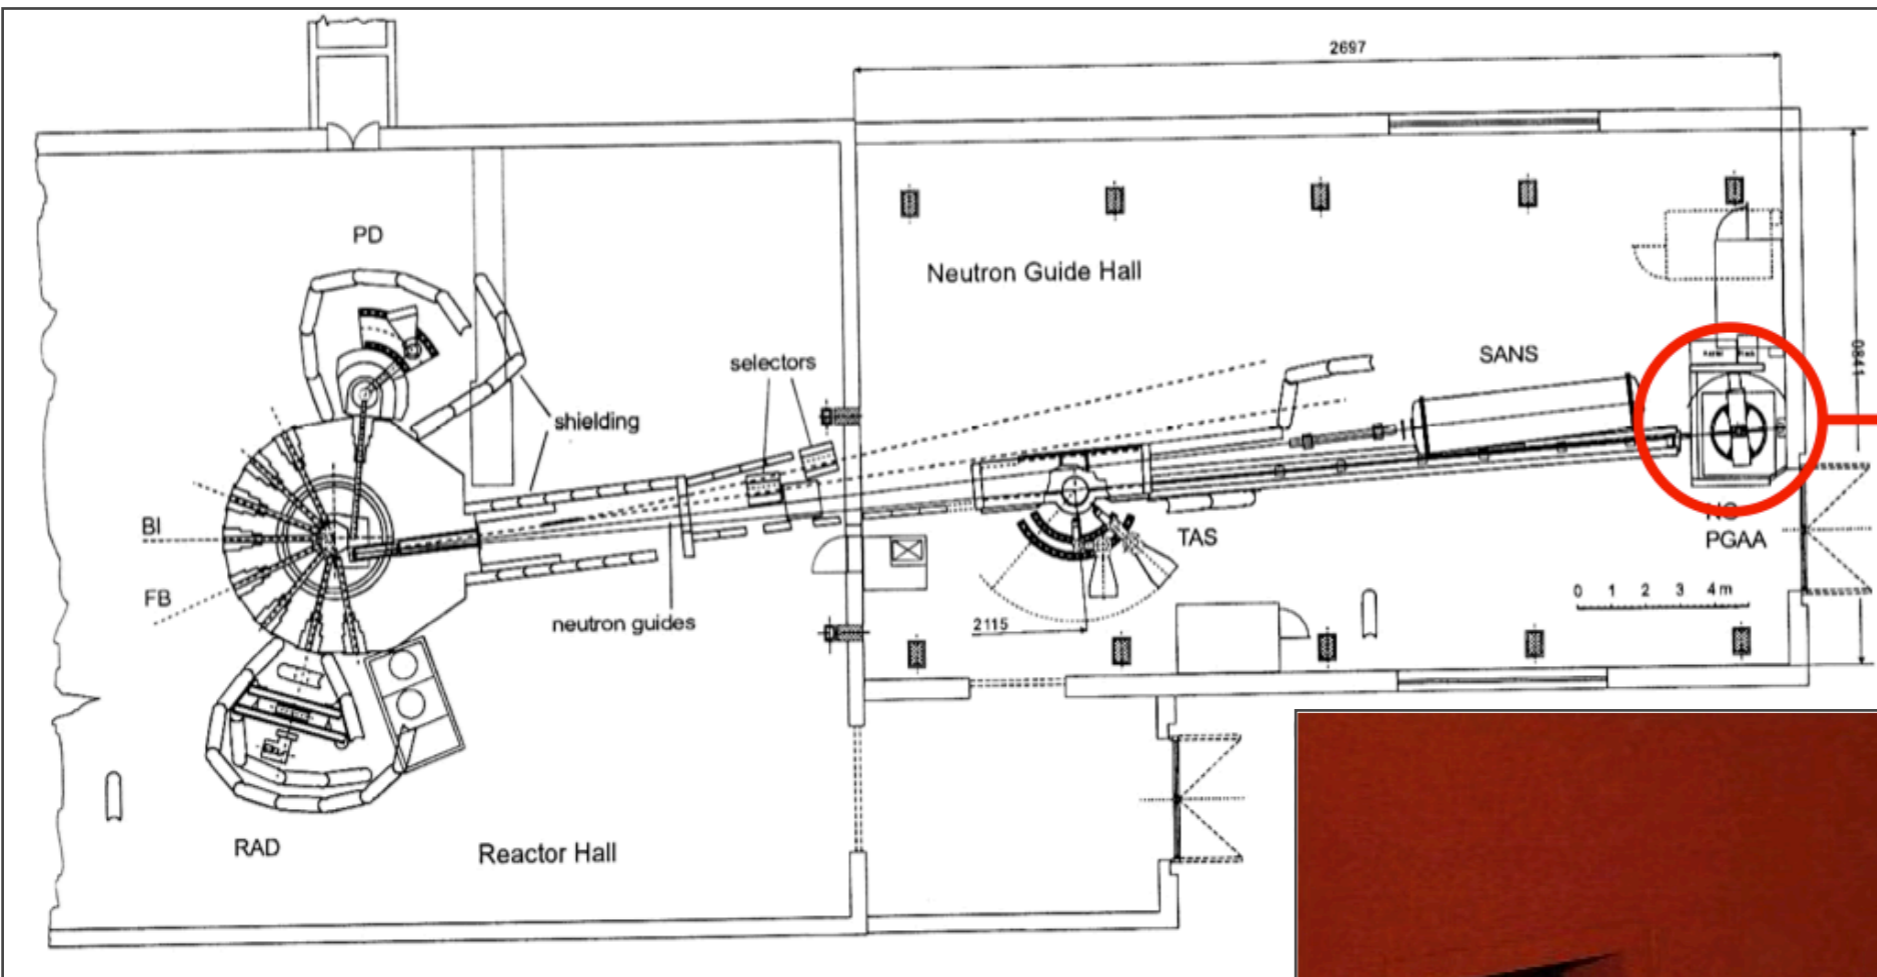 2697
PD
Neutron Guide Hall
SANS
selectors
shielding
BI
TAS
PGAA
FB
0 1 2 3 4 m
neutron guides
2115
RAD
Reactor Hall